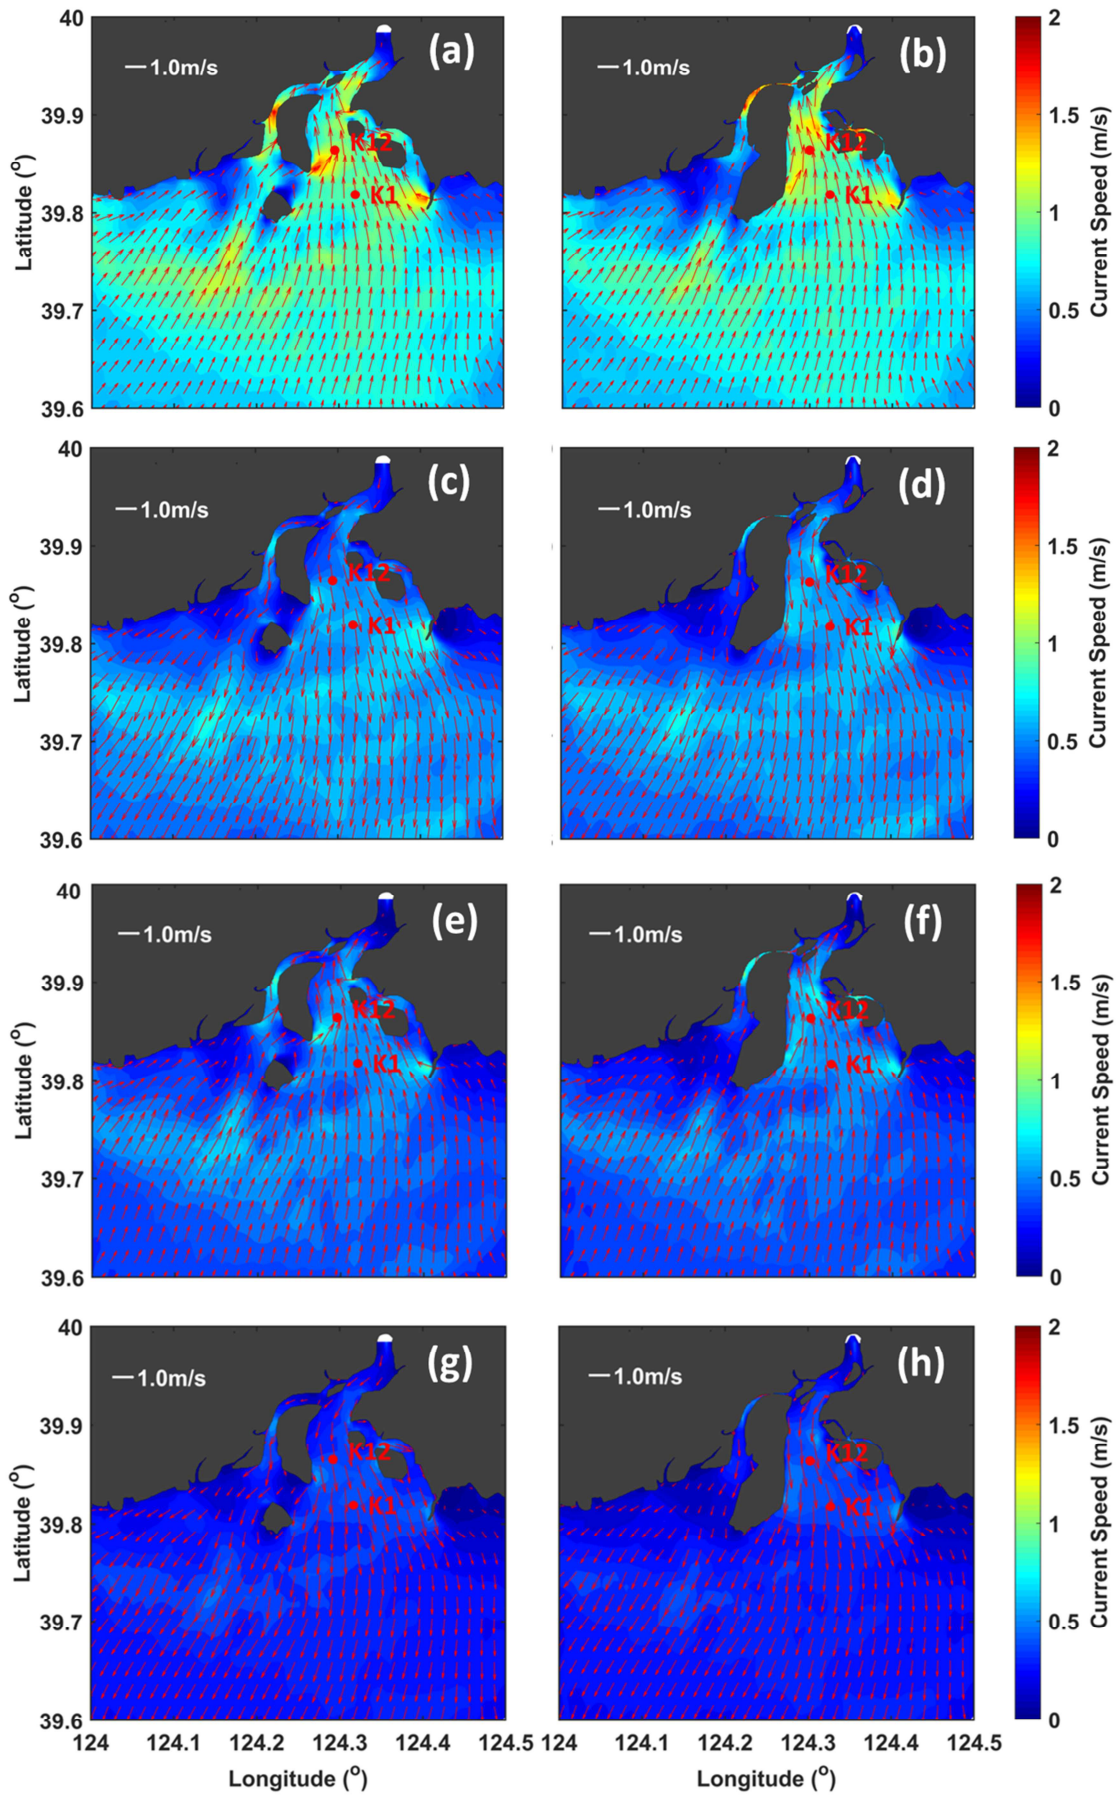 40
39.9
39.8
39.7
39.6
Latitude (o)
1.0m/s
(a)
K12
K1
1.0m/s
(b)
K12
K1
2
1.5
1
0.5
0
Current Speed (m/s)
40
39.9
39.8
39.7
39.6
Latitude (o)
1.0m/s
(c)
K12
K1
1.0m/s
(d)
K12
K1
2
1.5
1
0.5
0
Current Speed (m/s)
40
39.9
39.8
39.7
39.6
Latitude (o)
1.0m/s
(e)
K12
K1
1.0m/s
(f)
K12
K1
2
1.5
1
0.5
0
Current Speed (m/s)
40
39.9
39.8
39.7
39.6
Latitude (o)
1.0m/s
(g)
K12
K1
1.0m/s
(h)
K12
K1
2
1.5
1
0.5
0
Current Speed (m/s)
124 124.1 124.2 124.3 124.4 124.5
Longitude (o)
124 124.1 124.2 124.3 124.4 124.5
Longitude (o)